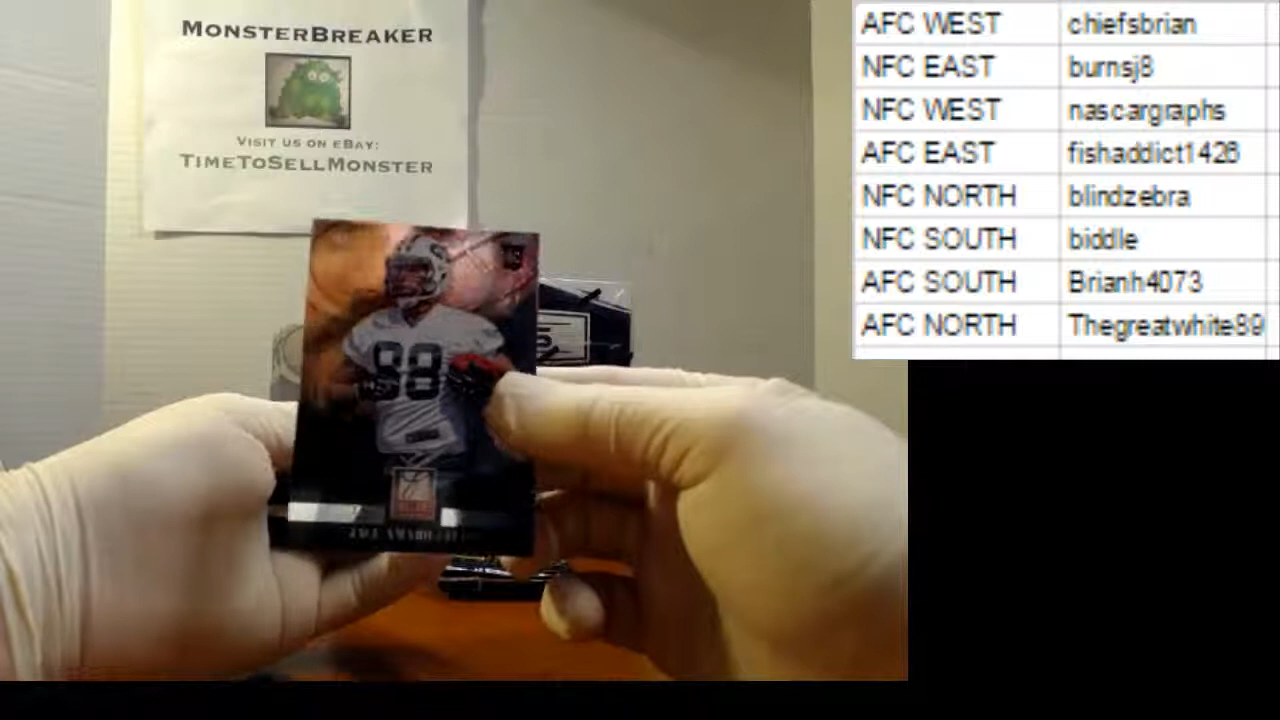 MonsterBreaker
Visit us on eBay:
TimeToSellMonster
88
AFC WEST chiefsbrian
NFC EAST burnsj8
NFC WEST nascargraphs
AFC EAST fishaddict1426
NFC NORTH blindzebra
NFC SOUTH biddle
AFC SOUTH Brianh4073
AFC NORTH Thegreatwhite89